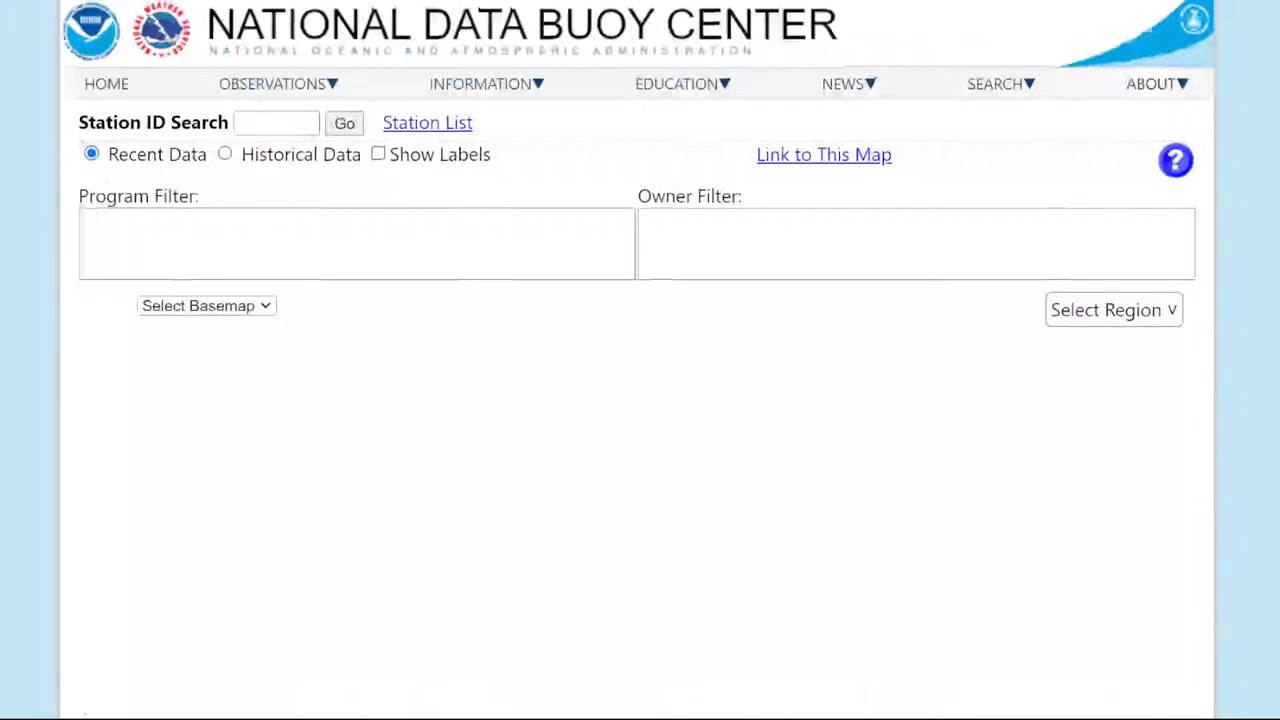 NATIONAL DATA BUOY CENTER
NATIONAL OCEANIC AND ATMOSPHERIC ADMINISTRATION
HOME OBSERVATIONS▼ INFORMATION▼ EDUCATION▼ NEWS▼ SEARCH▼ ABOUT▼
Station ID Search Go Station List
Recent Data Historical Data Show Labels Link to This Map ?
Program Filter: Owner Filter:
Select Basemap Select Region v